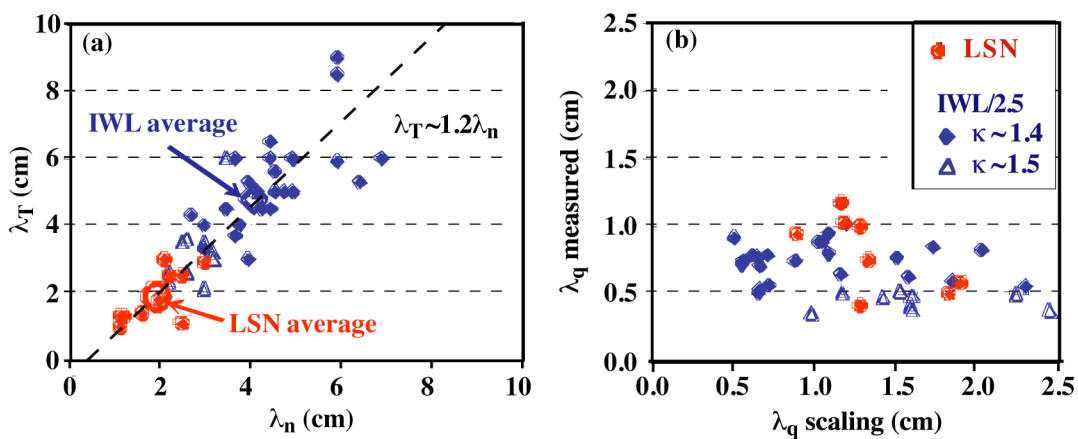 (a)
10
8
6
4
2
0
λT (cm)
IWL average
λT~1.2λn
LSN average
0 2 4 6 8 10
λn (cm)
(b)
2.5
2.0
1.5
1.0
0.5
0.0
λq measured (cm)
LSN
IWL/2.5
κ ~1.4
κ ~1.5
0.0 0.5 1.0 1.5 2.0 2.5
λq scaling (cm)